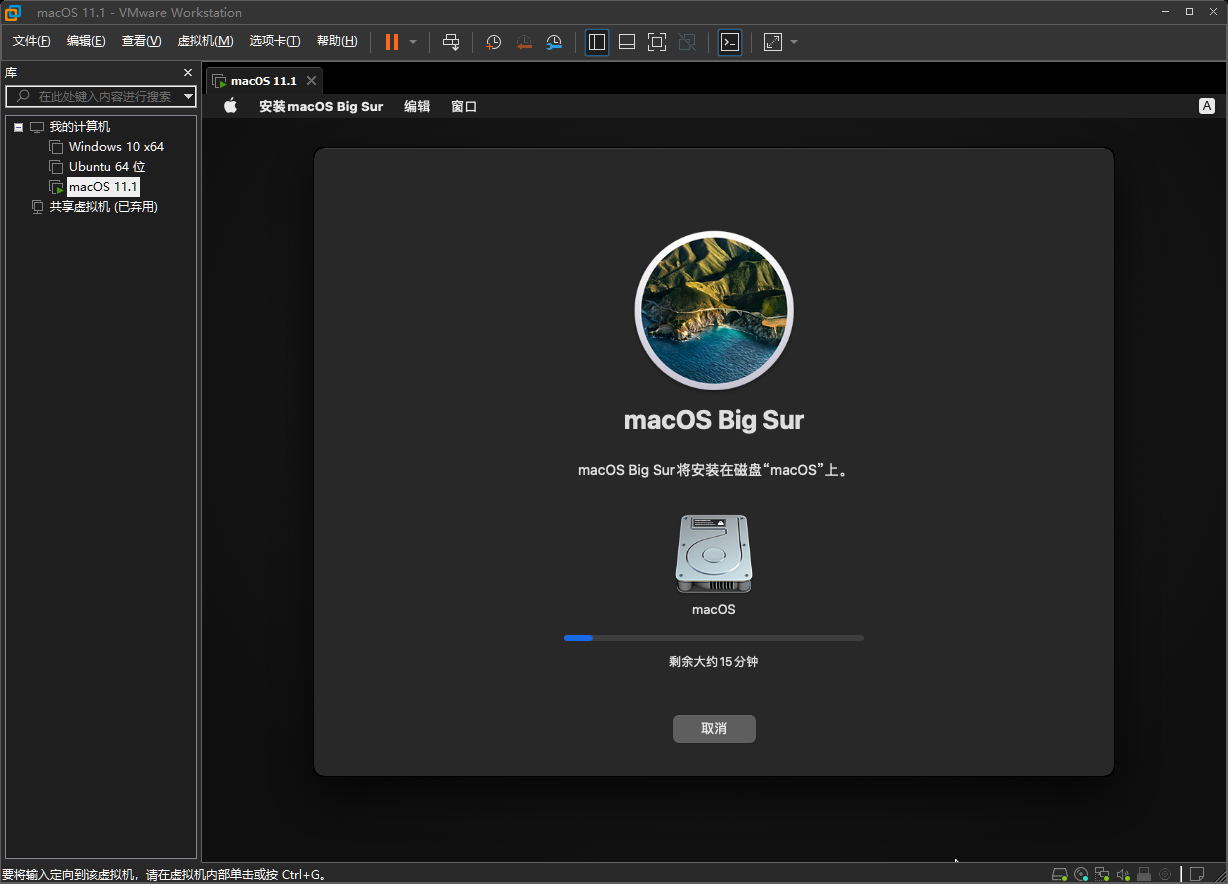 macOS 11.1 - VMware Workstation
文件(F) 编辑(E) 查看(V) 虚拟机(M) 选项卡(T) 帮助(H)
库
在此处键入内容进行搜索
我的计算机
Windows 10 x64
Ubuntu 64 位
macOS 11.1
共享虚拟机 (已弃用)
macOS 11.1
安装macOS Big Sur 编辑 窗口 A
macOS Big Sur
macOS Big Sur将安装在磁盘“macOS”上。
macOS
剩余大约15分钟
取消
要将输入定向到该虚拟机，请在虚拟机内部单击或按 Ctrl+G。